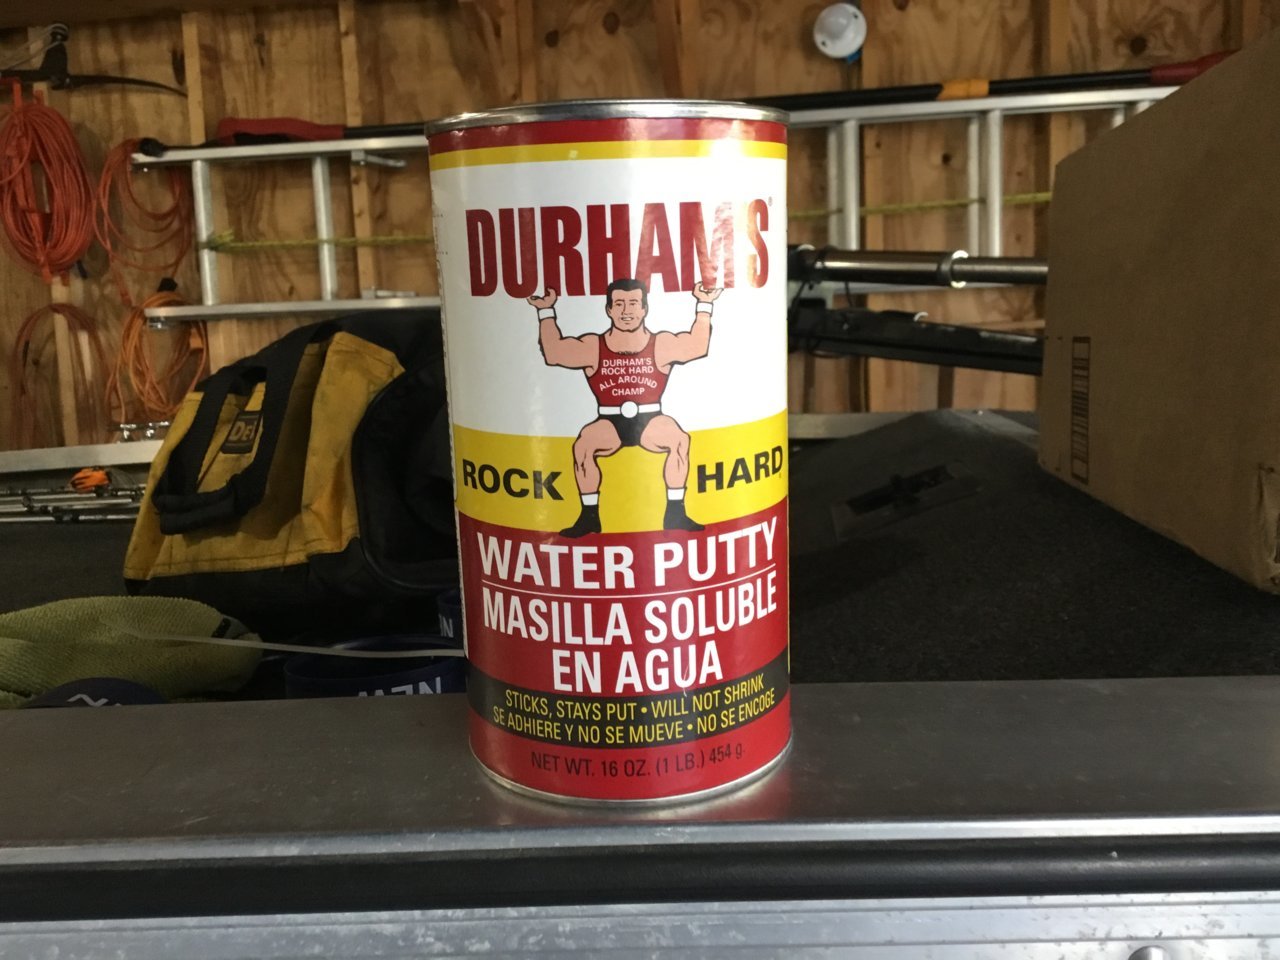 DURHAM'S®
DURHAM'S
ROCK HARD
ALL AROUND
CHAMP
ROCK HARD
WATER PUTTY
MASILLA SOLUBLE
EN AGUA
STICKS, STAYS PUT • WILL NOT SHRINK
SE ADHIERE Y NO SE MUEVE • NO SE ENCOGE
NET WT. 16 OZ. (1 LB.) 454 g.